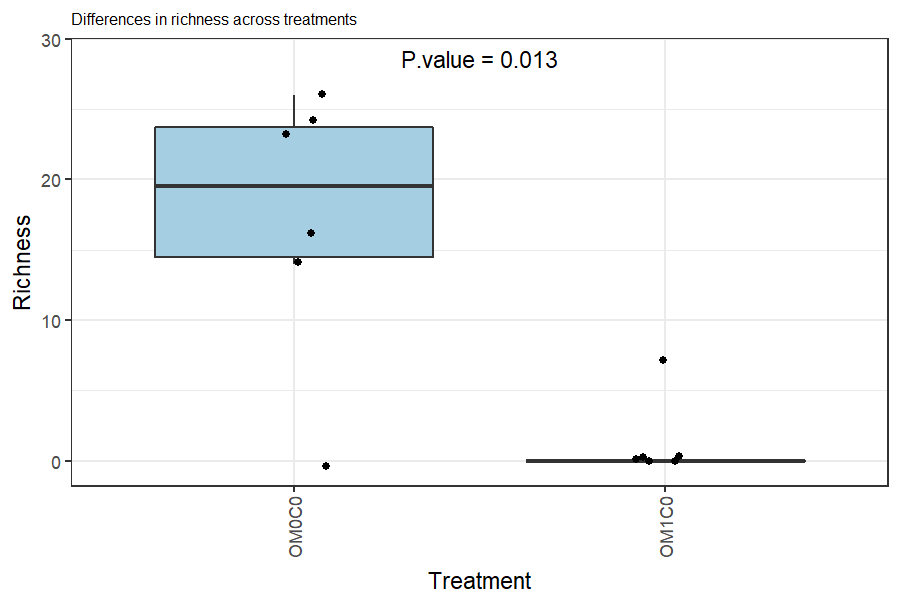 Differences in richness across treatments
P.value = 0.013
30
20
10
0
Richness
OM0C0
OM1C0
Treatment